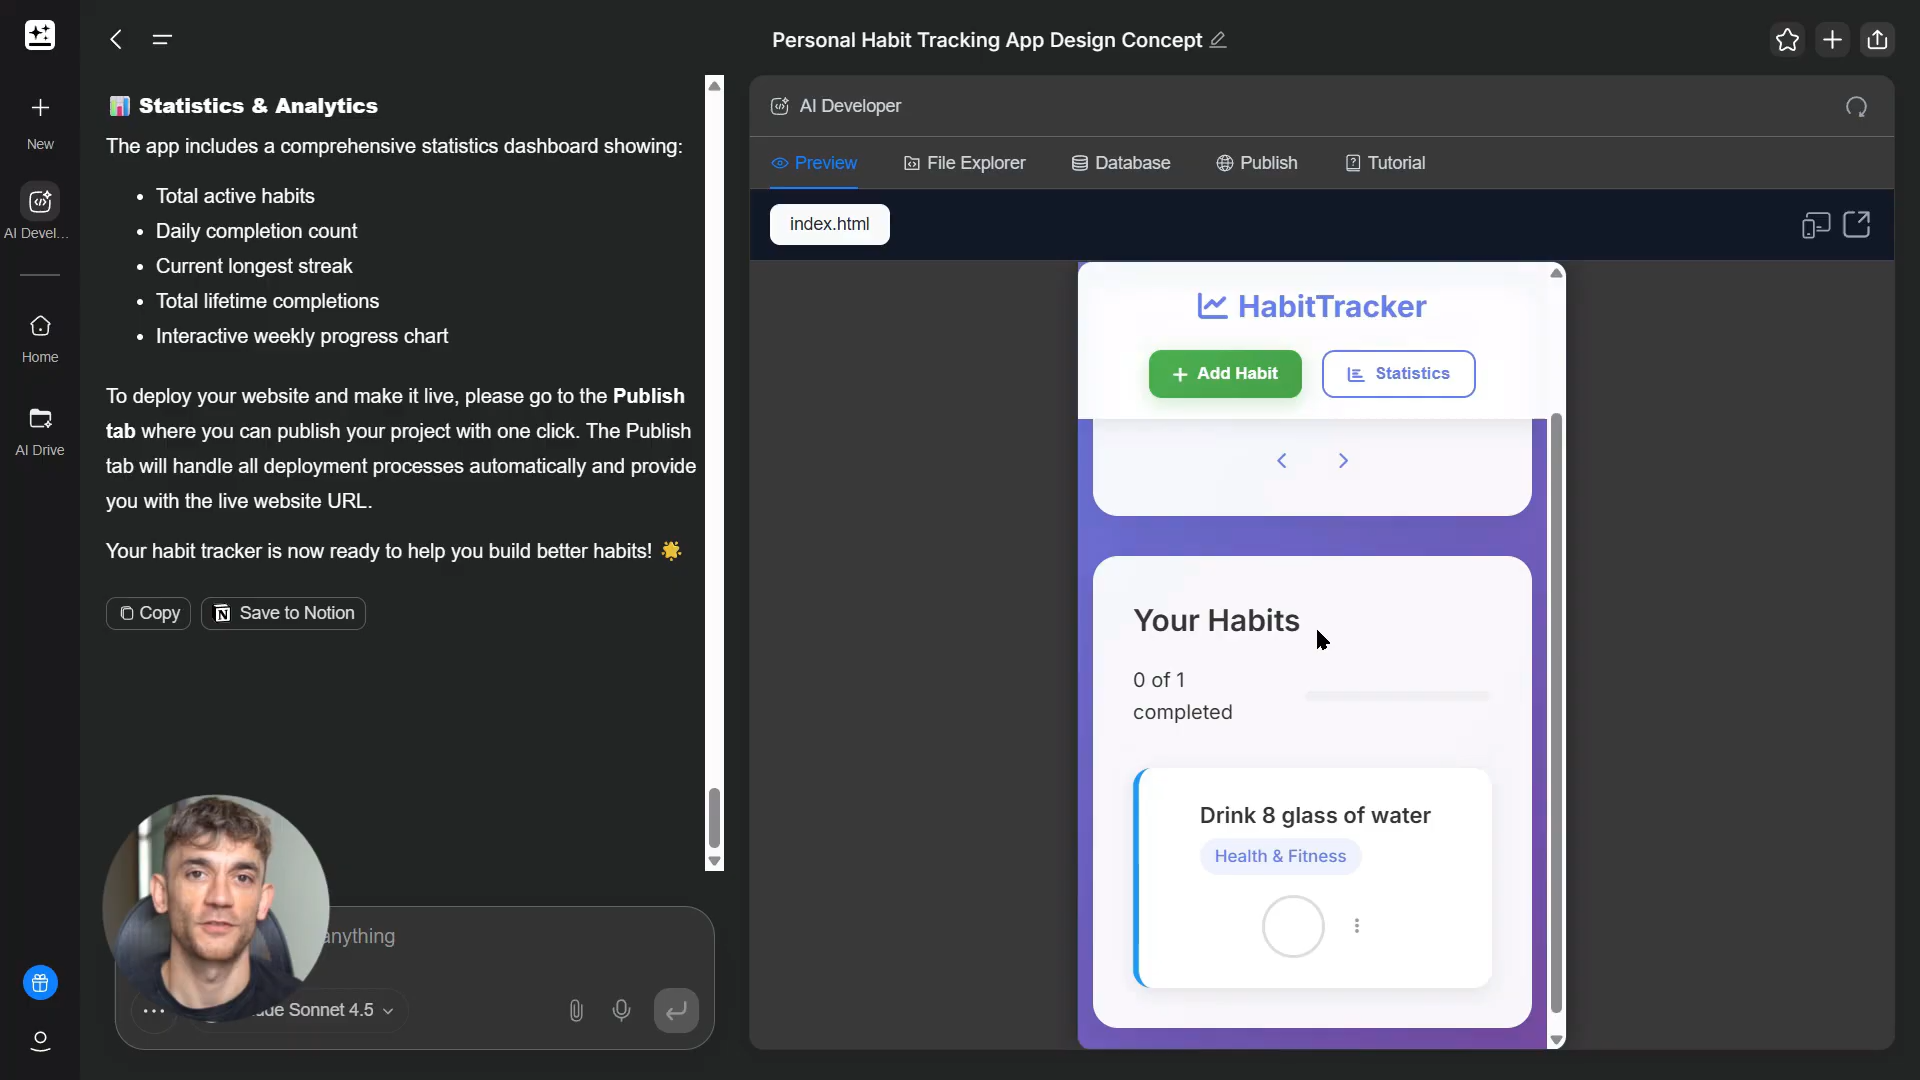 Personal Habit Tracking App Design Concept
New
AI Devel...
Home
AI Drive
Statistics & Analytics
The app includes a comprehensive statistics dashboard showing:
• Total active habits
• Daily completion count
• Current longest streak
• Total lifetime completions
• Interactive weekly progress chart
To deploy your website and make it live, please go to the Publish
tab where you can publish your project with one click. The Publish
tab will handle all deployment processes automatically and provide
you with the live website URL.
Your habit tracker is now ready to help you build better habits!
Copy
Save to Notion
anything
Sonnet 4.5
AI Developer
Preview
File Explorer
Database
Publish
Tutorial
index.html
HabitTracker
+ Add Habit
Statistics
Your Habits
0 of 1
completed
Drink 8 glass of water
Health & Fitness